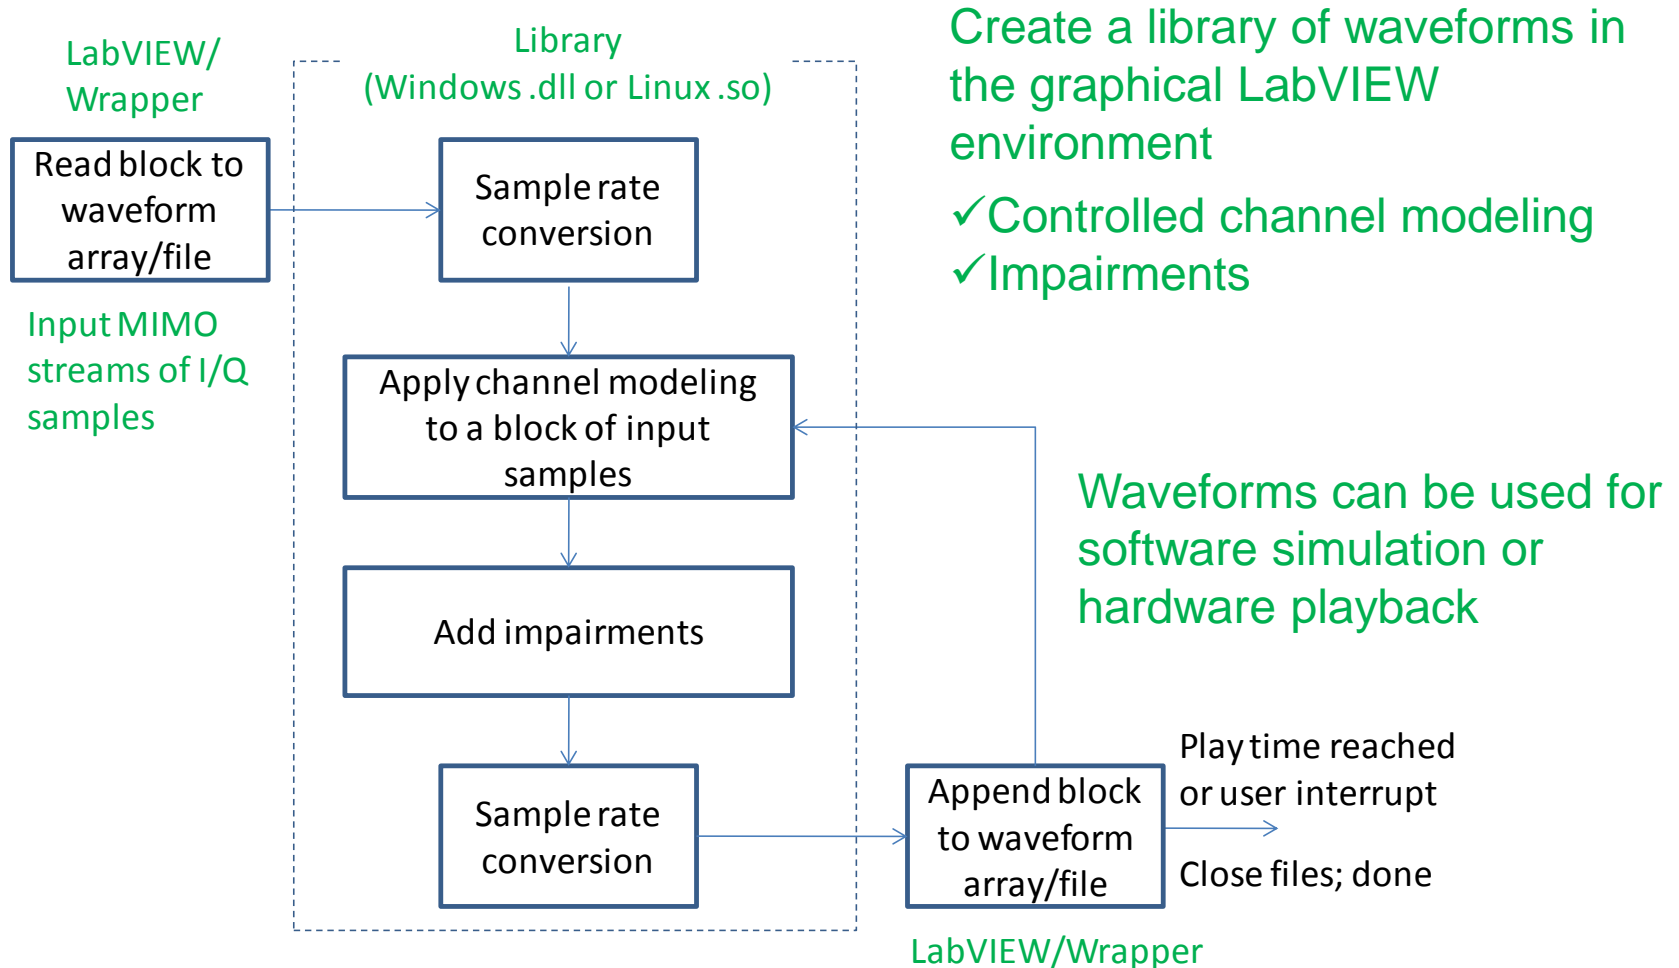 LabVIEW/
Wrapper
Read block to
waveform
array/file
Input MIMO
streams of I/Q
samples
Library
(Windows .dll or Linux .so)
Sample rate
conversion
Apply channel modeling
to a block of input
samples
Add impairments
Sample rate
conversion
Create a library of waveforms in
the graphical LabVIEW
environment
✓Controlled channel modeling
✓Impairments
Waveforms can be used for
software simulation or
hardware playback
Append block
to waveform
array/file
LabVIEW/Wrapper
Play time reached
or user interrupt
Close files; done